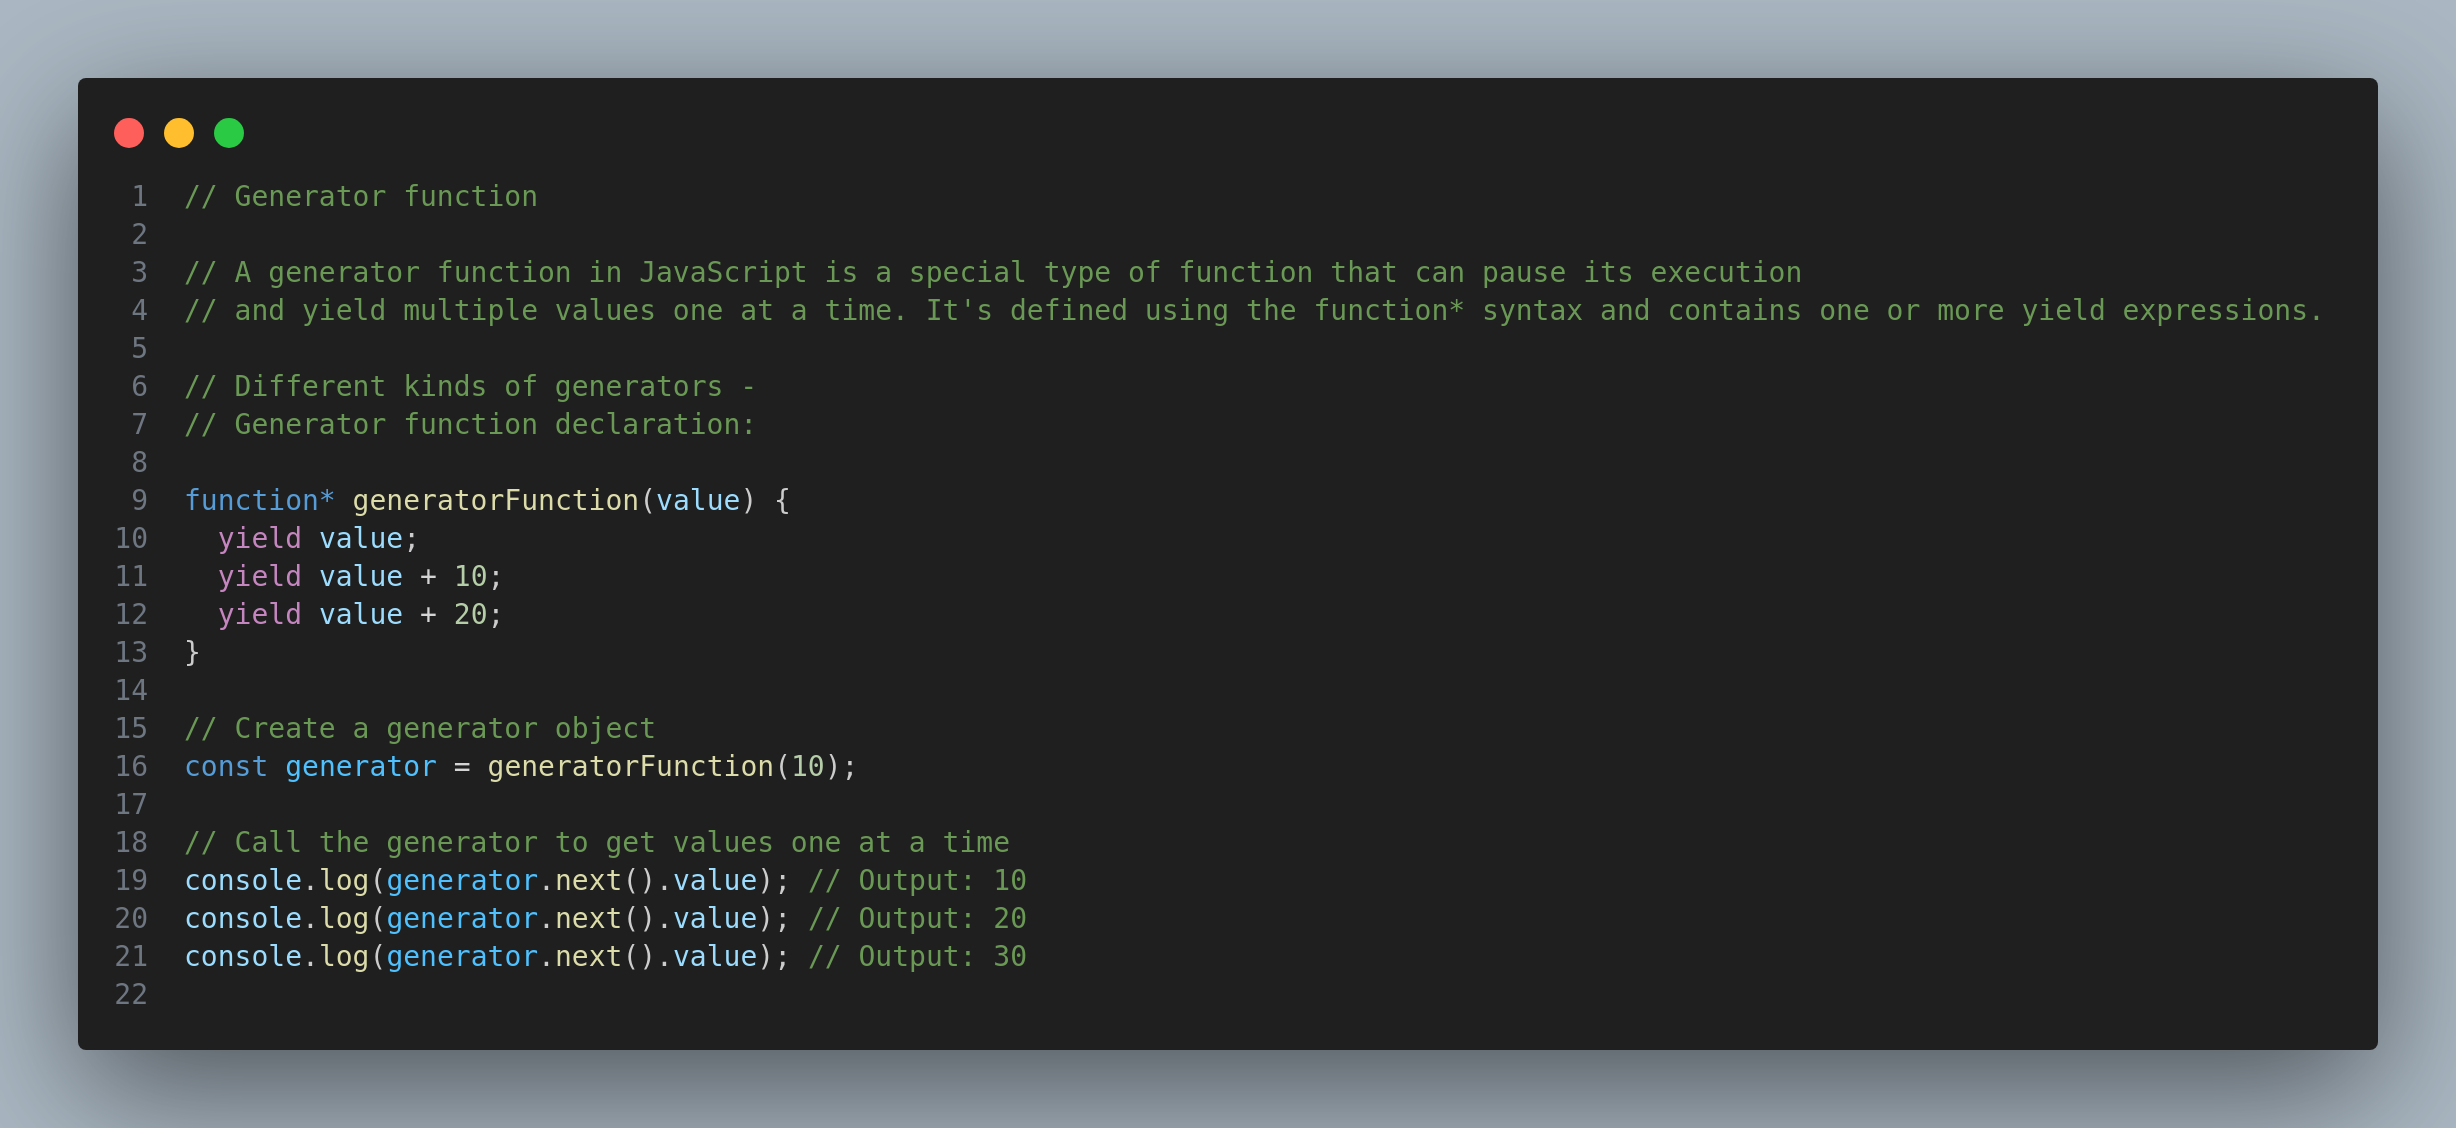 1 // Generator function
2
3 // A generator function in JavaScript is a special type of function that can pause its execution
4 // and yield multiple values one at a time. It's defined using the function* syntax and contains one or more yield expressions.
5
6 // Different kinds of generators -
7 // Generator function declaration:
8
9 function* generatorFunction(value) {
10   yield value;
11   yield value + 10;
12   yield value + 20;
13 }
14
15 // Create a generator object
16 const generator = generatorFunction(10);
17
18 // Call the generator to get values one at a time
19 console.log(generator.next().value); // Output: 10
20 console.log(generator.next().value); // Output: 20
21 console.log(generator.next().value); // Output: 30
22